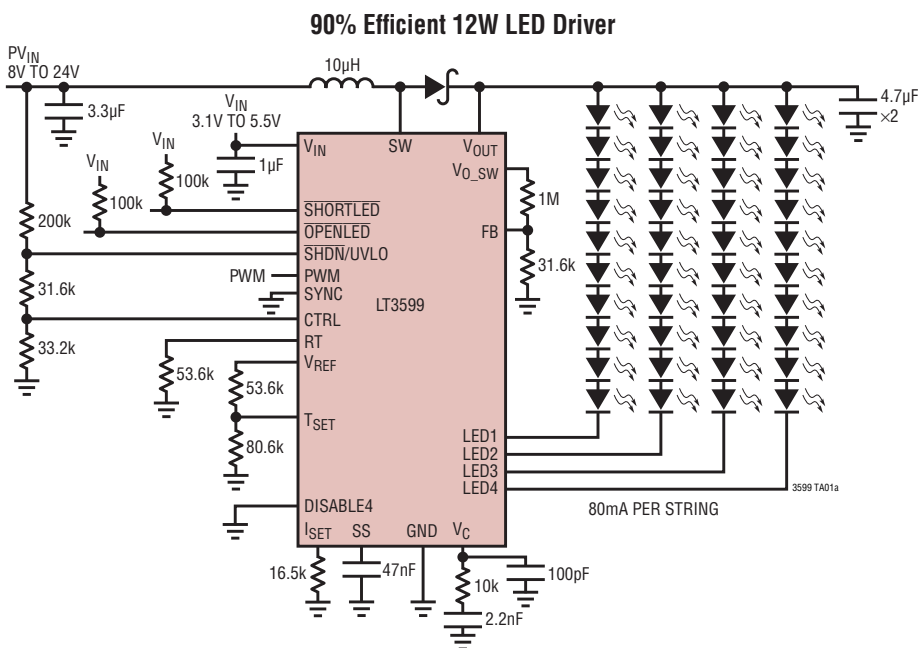 90% Efficient 12W LED Driver
PVIN
8V TO 24V
10µH
3.3µF
VIN
3.1V TO 5.5V
1µF
4.7µF
×2
VIN
100k
VIN
100k
200k
31.6k
33.2k
PWM
53.6k
53.6k
80.6k
VIN
SW
VOUT
VO_SW
1M
FB
31.6k
SHORTLED
OPENLED
SHDN/UVLO
PWM
SYNC
LT3599
CTRL
RT
VREF
TSET
LED1
LED2
LED3
LED4
3599 TA01a
80mA PER STRING
DISABLE4
ISET
SS
GND
VC
16.5k
47nF
10k
100pF
2.2nF